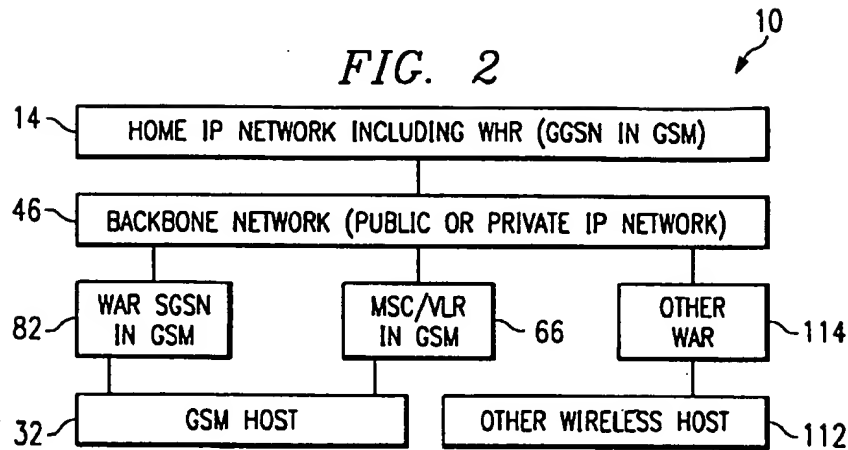 10
FIG. 2
14
HOME IP NETWORK INCLUDING WHR (GGSN IN GSM)
46
BACKBONE NETWORK (PUBLIC OR PRIVATE IP NETWORK)
82
WAR SGSN
IN GSM
MSC/VLR
IN GSM
66
OTHER
WAR
114
32
GSM HOST
OTHER WIRELESS HOST
112